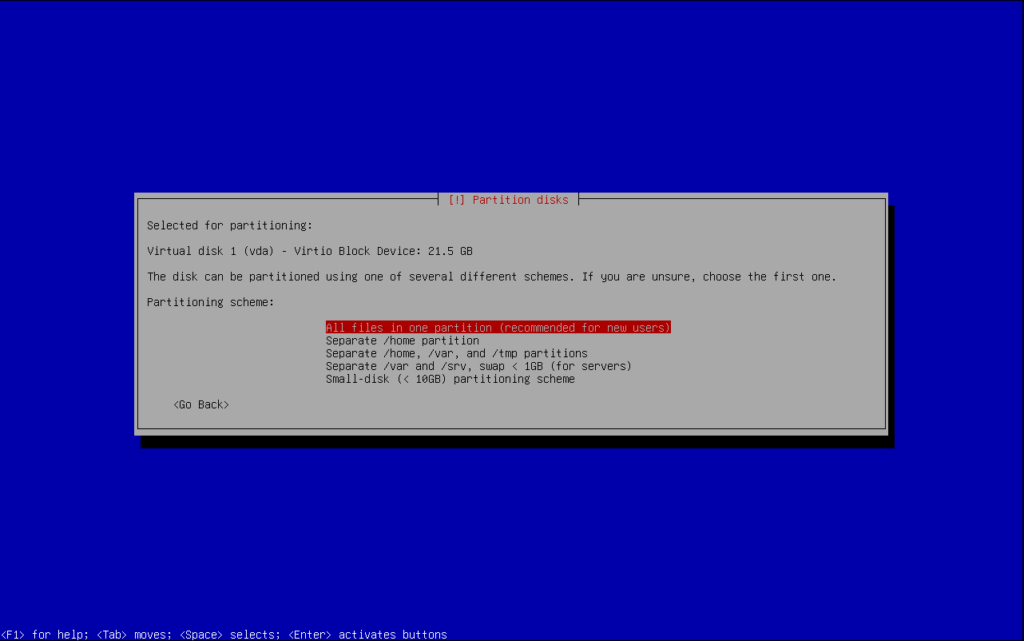 [!] Partition disks
Selected for partitioning:
Virtual disk 1 (vda) - Virtio Block Device: 21.5 GB
The disk can be partitioned using one of several different schemes. If you are unsure, choose the first one.
Partitioning scheme:
All files in one partition (recommended for new users)
Separate /home partition
Separate /home, /var, and /tmp partitions
Separate /var and /srv, swap < 1GB (for servers)
Small-disk (< 10GB) partitioning scheme
<Go Back>
<F1> for help; <Tab> moves; <Space> selects; <Enter> activates buttons